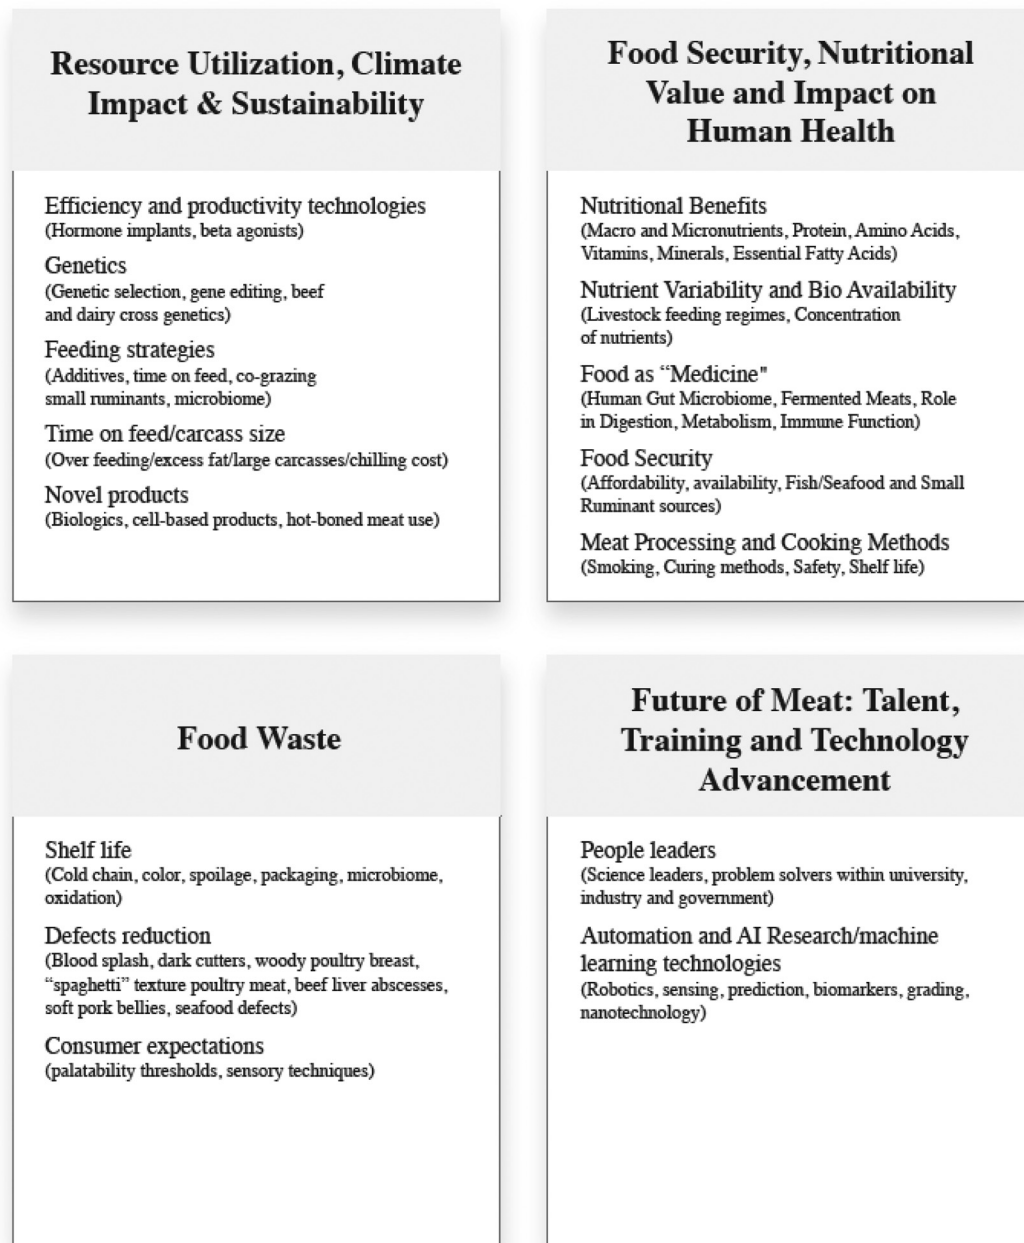 Resource Utilization, Climate
Impact & Sustainability
Efficiency and productivity technologies
(Hormone implants, beta agonists)
Genetics
(Genetic selection, gene editing, beef
and dairy cross genetics)
Feeding strategies
(Additives, time on feed, co-grazing
small ruminants, microbiome)
Time on feed/carcass size
(Over feeding/excess fat/large carcasses/chilling cost)
Novel products
(Biologics, cell-based products, hot-boned meat use)
Food Security, Nutritional
Value and Impact on
Human Health
Nutritional Benefits
(Macro and Micronutrients, Protein, Amino Acids,
Vitamins, Minerals, Essential Fatty Acids)
Nutrient Variability and Bio Availability
(Livestock feeding regimes, Concentration
of nutrients)
Food as “Medicine"
(Human Gut Microbiome, Fermented Meats, Role
in Digestion, Metabolism, Immune Function)
Food Security
(Affordability, availability, Fish/Seafood and Small
Ruminant sources)
Meat Processing and Cooking Methods
(Smoking, Curing methods, Safety, Shelf life)
Food Waste
Shelf life
(Cold chain, color, spoilage, packaging, microbiome,
oxidation)
Defects reduction
(Blood splash, dark cutters, woody poultry breast,
“spaghetti” texture poultry meat, beef liver abscesses,
soft pork bellies, seafood defects)
Consumer expectations
(palatability thresholds, sensory techniques)
Future of Meat: Talent,
Training and Technology
Advancement
People leaders
(Science leaders, problem solvers within university,
industry and government)
Automation and AI Research/machine
learning technologies
(Robotics, sensing, prediction, biomarkers, grading,
nanotechnology)